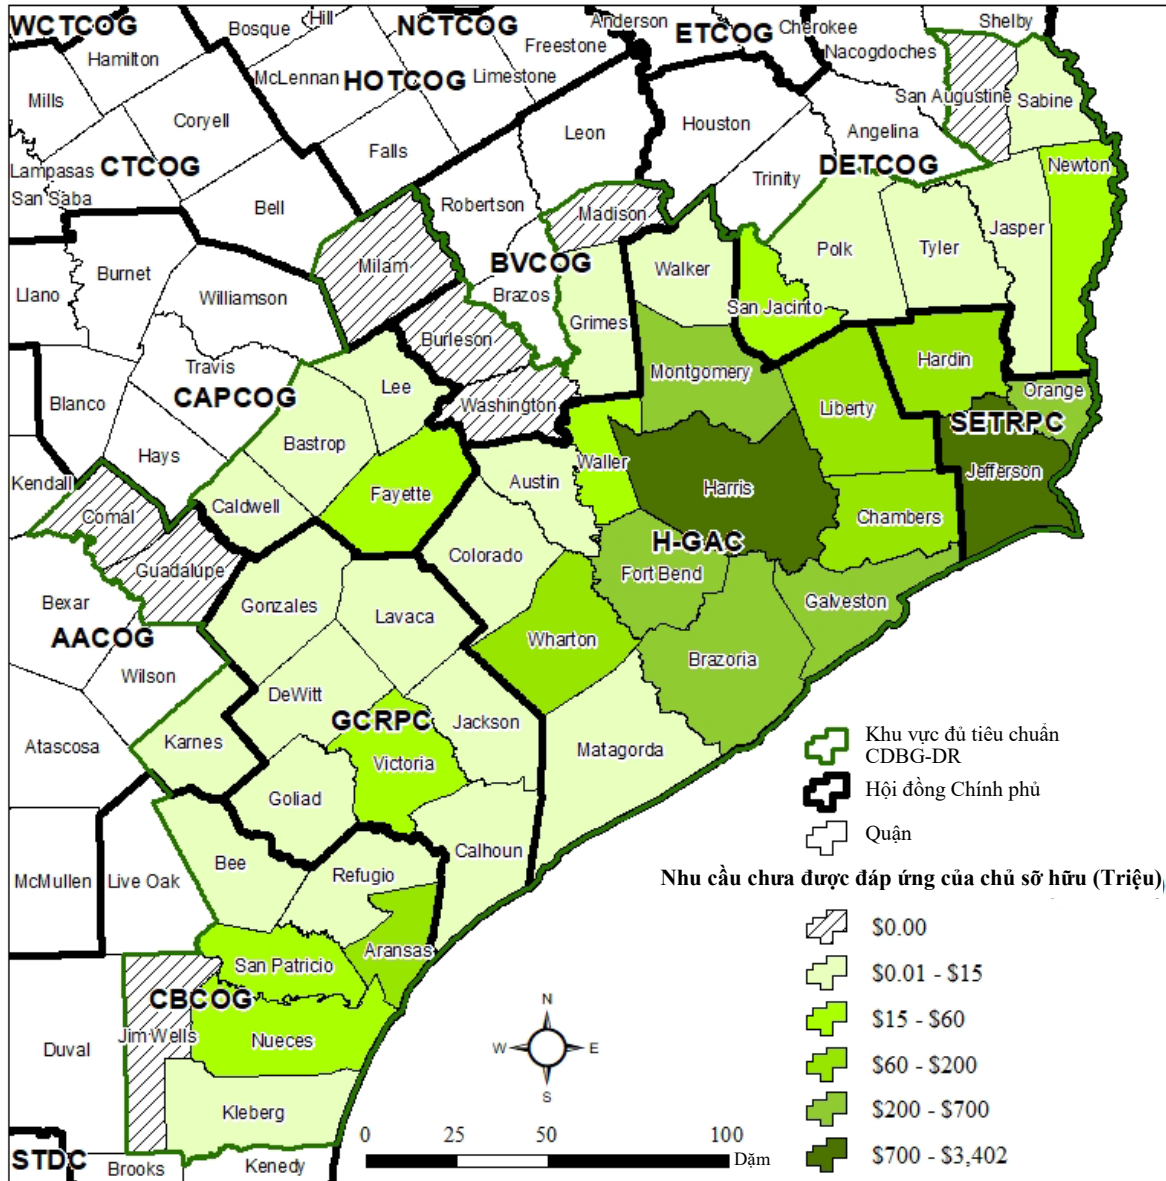 WCTCOG
Hill
Bosque
NCTCOG
Anderson
ETCOG
Cherokee
Shelby
Hamilton
Freestone
Nacogdoches
McLennan
HOTCOG
Limestone
Mills
San Augustine
Sabine
Coryell
Leon
Houston
Angelina
Falls
Lampasas
CTCOG
DETCOG
Newton
San Saba
Bell
Robertson
Trinity
Madison
Jasper
Milam
BVCOG
Walker
Polk
Tyler
Burnet
Llano
Williamson
Brazos
San Jacinto
Grimes
Burleson
Travis
Montgomery
Hardin
Lee
Orange
Blanco
CAPCOG
Washington
Liberty
SETRPC
Bastrop
Hays
Waller
Jefferson
Kendall
Austin
Harris
Fayette
Caldwell
Comal
Chambers
H-GAC
Colorado
Guadalupe
Fort Bend
Bexar
Gonzales
Galveston
Lavaca
AACOG
Wharton
Wilson
Brazoria
DeWitt
GCRPC
Jackson
Atascosa
Karnes
Matagorda
Victoria
Goliad
Calhoun
Bee
Refugio
McMullen
Live Oak
Aransas
San Patricio
CBCOG
Jim Wells
Nueces
Duval
Kleberg
STDC
Brooks
Kenedy
N
W
E
S
0
25
50
100
Dặm
Khu vực đủ tiêu chuẩn
CDBG-DR
Hội đồng Chính phủ
Quận
Nhu cầu chưa được đáp ứng của chủ sỡ hữu (Triệu)
$0.00
$0.01 - $15
$15 - $60
$60 - $200
$200 - $700
$700 - $3,402